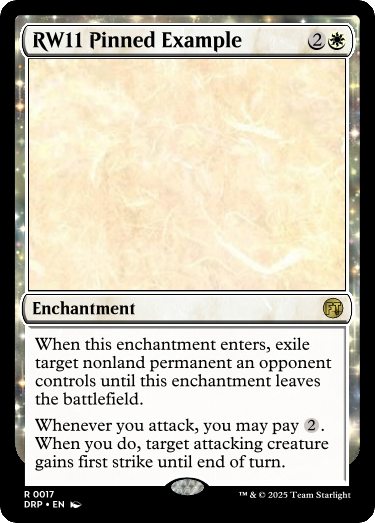 RW11 Pinned Example 2
Enchantment
FT
When this enchantment enters, exile
target nonland permanent an opponent
controls until this enchantment leaves
the battlefield.
Whenever you attack, you may pay 2.
When you do, target attacking creature
gains first strike until end of turn.
R 0017
DRP • EN
™ & © 2025 Team Starlight